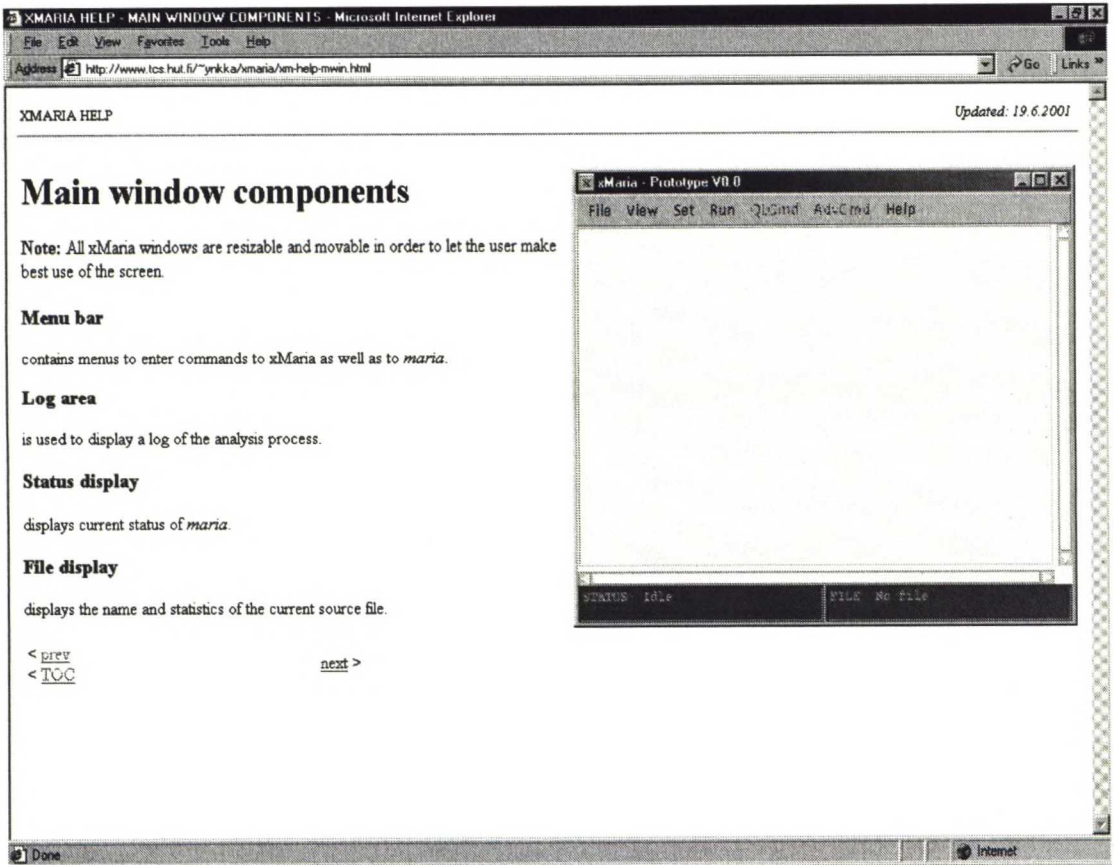 XMARIA HELP - MAIN WINDOW COMPONENTS - Microsoft Internet Explorer
File Edit View Favorites Tools Help
Address http://www.tcs.hut.fi/~ynkka/xmaria/xm-help-mwin.html Go Links »
XMARIA HELP Updated: 19.6.2001
Main window components
Note: All xMaria windows are resizable and movable in order to let the user make
best use of the screen.
Menu bar
contains menus to enter commands to xMaria as well as to maria.
Log area
is used to display a log of the analysis process.
Status display
displays current status of maria.
File display
displays the name and statistics of the current source file.
< prev next >
< TOC
xMaria - Prototype V0.0
File View Set Run QbCmd AdvCmd Help
STATUS Idle FILE No file
Done Internet